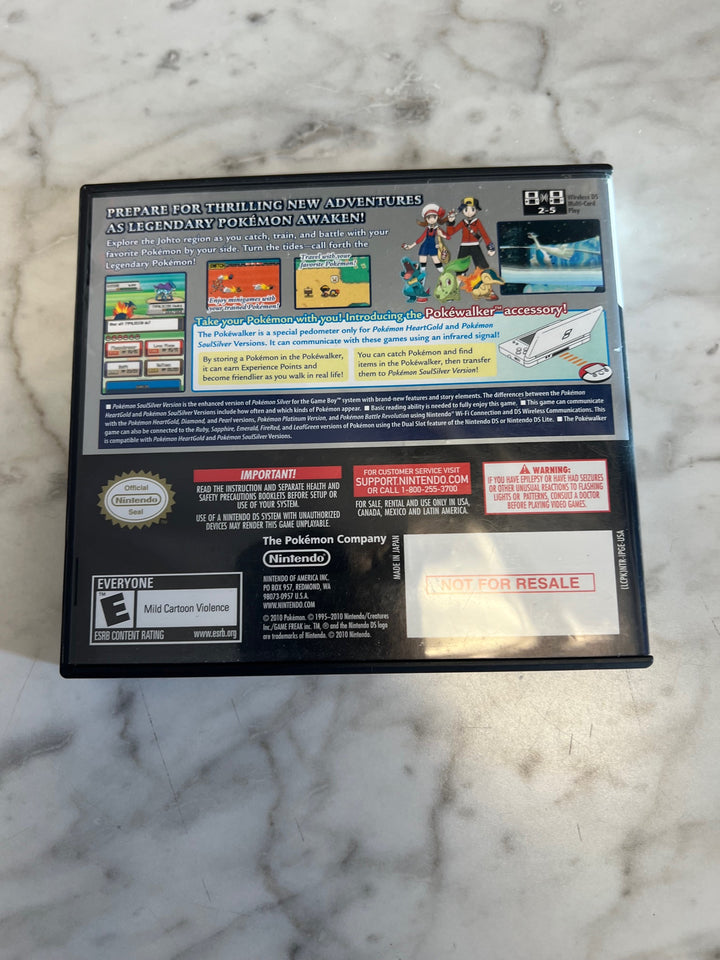 PREPARE FOR THRILLING NEW ADVENTURES
AS LEGENDARY POKÉMON AWAKEN!
Explore the Johto region as you catch, train, and battle with your
favorite Pokémon by your side. Turn the tides—call forth the
Legendary Pokémon!
2-5
Wireless DS
Multi-Card
Play
Enjoy minigames with
your trained Pokémon!
Travel with your
favorite Pokémon!
Take your Pokémon with you! Introducing the Pokéwalker™ accessory!
The Pokéwalker is a special pedometer only for Pokémon HeartGold and Pokémon
SoulSilver Versions. It can communicate with these games using an infrared signal!
By storing a Pokémon in the Pokéwalker,
it can earn Experience Points and
become friendlier as you walk in real life!
You can catch Pokémon and find
items in the Pokéwalker, then transfer
them to Pokémon SoulSilver Version!
■ Pokémon SoulSilver Version is the enhanced version of Pokémon Silver for the Game Boy™ system with brand-new features and story elements. The differences between the Pokémon
HeartGold and Pokémon SoulSilver Versions include how often and which kinds of Pokémon appear. ■ Basic reading ability is needed to fully enjoy this game. ■ This game can communicate
with the Pokémon HeartGold, Diamond, and Pearl versions, Pokémon Platinum Version, and Pokémon Battle Revolution using Nintendo® Wi-Fi Connection and DS Wireless Communications. This
game can also be connected to the Ruby, Sapphire, Emerald, FireRed, and LeafGreen versions of Pokémon using the Dual Slot feature of the Nintendo DS or Nintendo DS Lite. ■ The Pokéwalker
is compatible with Pokémon HeartGold and Pokémon SoulSilver Versions.
Official
Nintendo
Seal
IMPORTANT!
READ THE INSTRUCTION AND SEPARATE HEALTH AND
SAFETY PRECAUTIONS BOOKLETS BEFORE SETUP OR
USE OF YOUR SYSTEM.
USE OF A NINTENDO DS SYSTEM WITH UNAUTHORIZED
DEVICES MAY RENDER THIS GAME UNPLAYABLE.
FOR CUSTOMER SERVICE VISIT
SUPPORT.NINTENDO.COM
OR CALL 1-800-255-3700
FOR SALE, RENTAL AND USE ONLY IN USA,
CANADA, MEXICO AND LATIN AMERICA.
WARNING:
IF YOU HAVE EPILEPSY OR HAVE HAD SEIZURES
OR OTHER UNUSUAL REACTIONS TO FLASHING
LIGHTS OR PATTERNS, CONSULT A DOCTOR
BEFORE PLAYING VIDEO GAMES.
The Pokémon Company
Nintendo
NINTENDO OF AMERICA INC.
PO BOX 957, REDMOND, WA
98073-0957 U.S.A.
WWW.NINTENDO.COM
© 2010 Pokémon. © 1995–2010 Nintendo/Creatures
Inc./GAME FREAK inc. TM, ® and the Nintendo DS logo
are trademarks of Nintendo. © 2010 Nintendo.
EVERYONE
E
™
Mild Cartoon Violence
ESRB CONTENT RATING
www.esrb.org
MADE IN JAPAN
NOT FOR RESALE
(LCPK)NTR-IPGE-USA